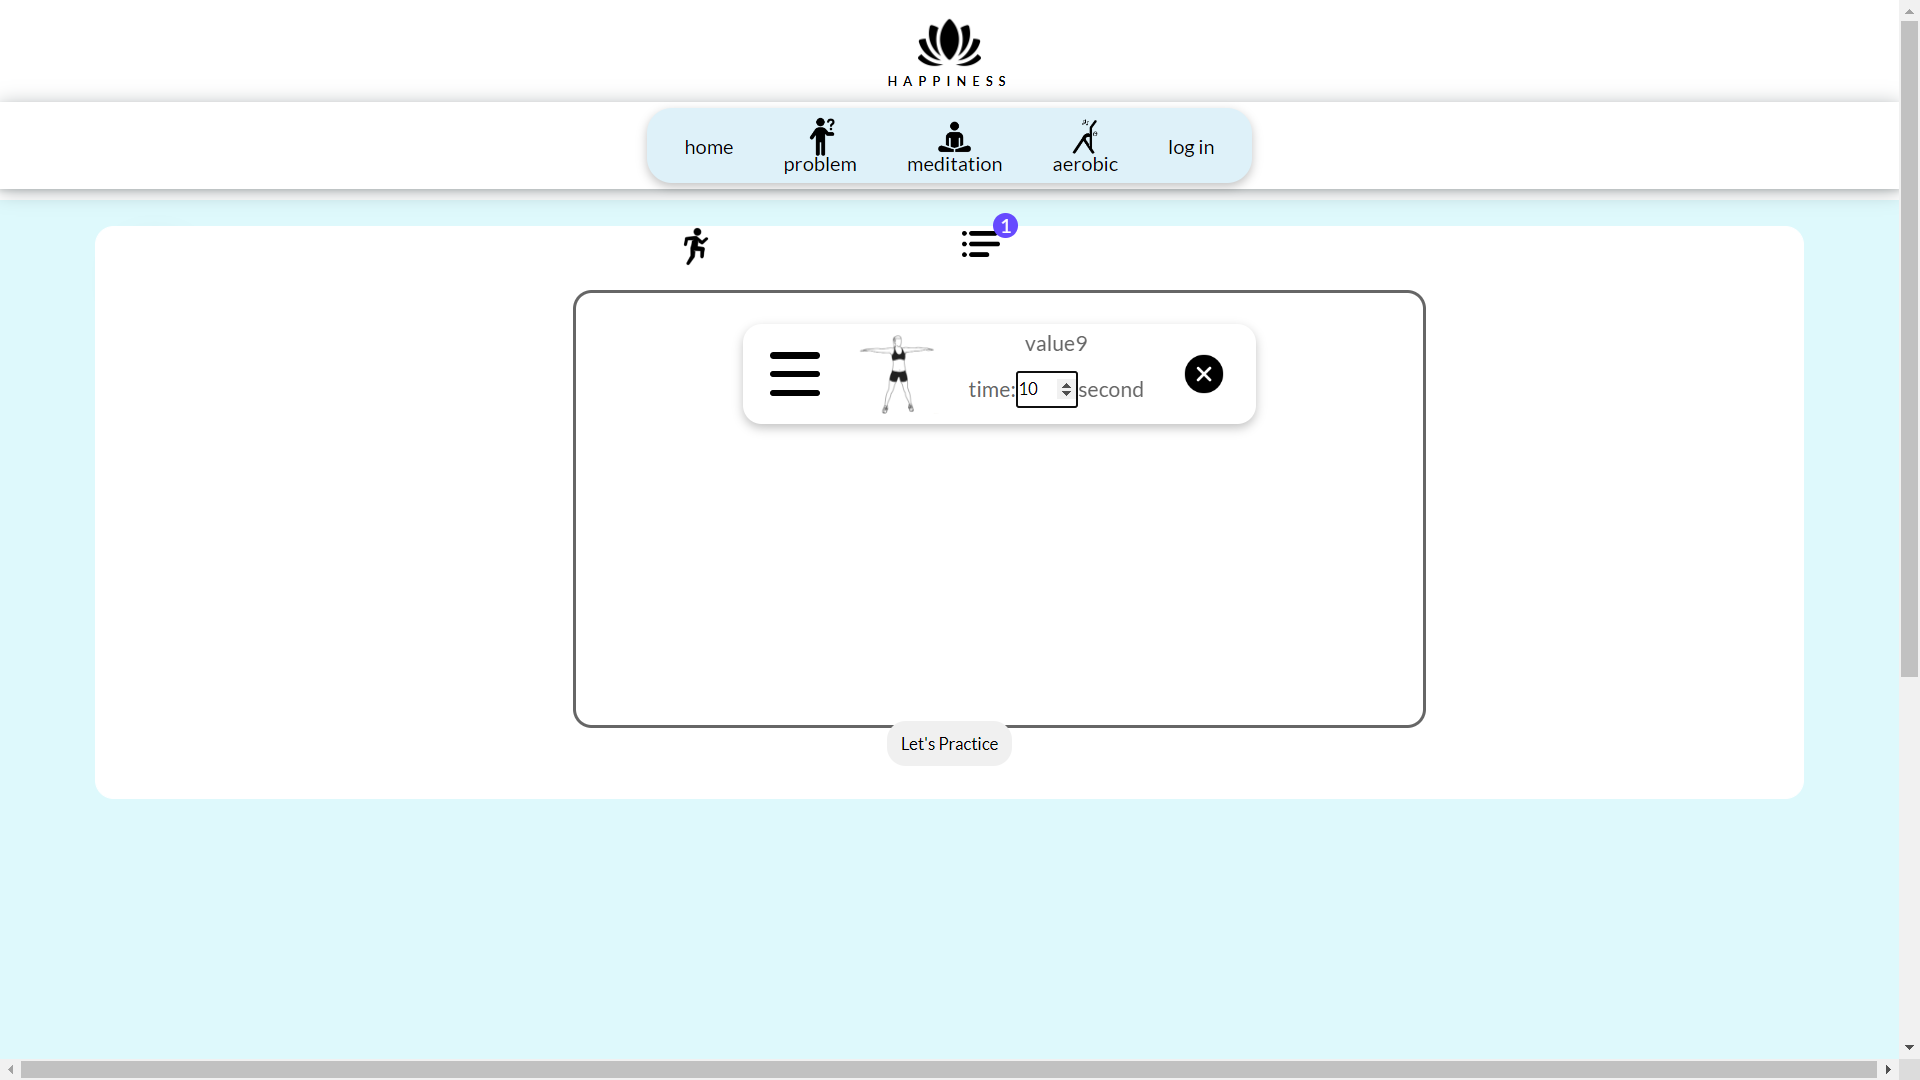 HAPPINESS
home
problem
meditation
aerobic
log in
1
value9
time: 10 second
Let's Practice